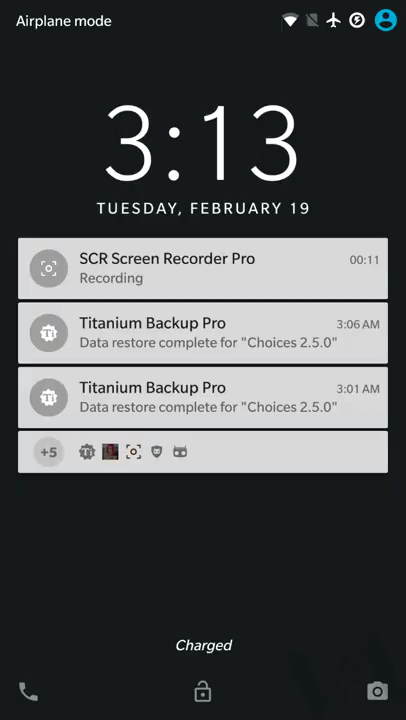 Airplane mode
3:13
TUESDAY, FEBRUARY 19
SCR Screen Recorder Pro 00:11
Recording
Titanium Backup Pro 3:06 AM
Data restore complete for "Choices 2.5.0"
Titanium Backup Pro 3:01 AM
Data restore complete for "Choices 2.5.0"
+5
Charged